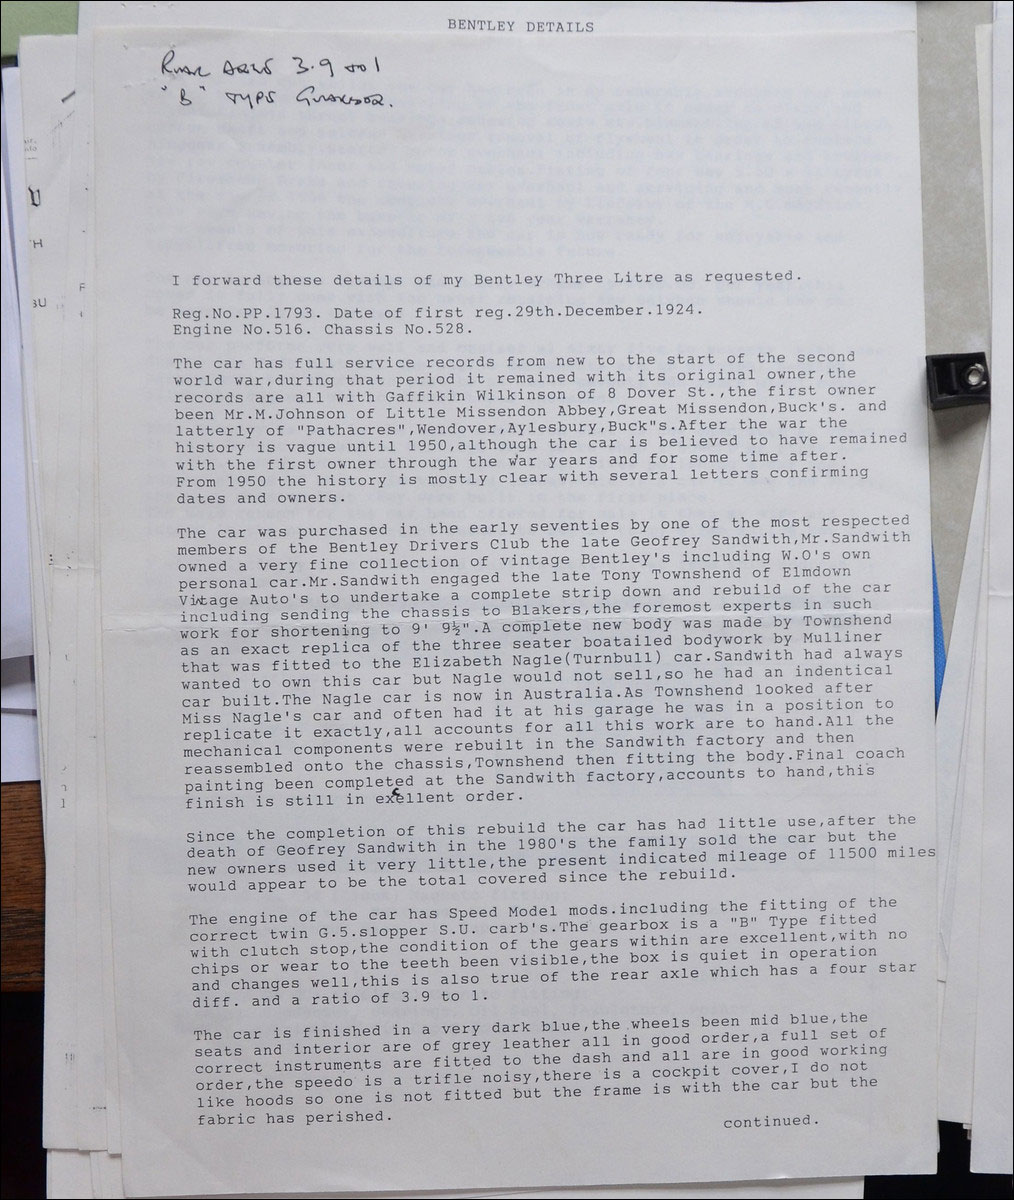 BENTLEY DETAILS
Rear Axle 3.9 to 1
"B" Type Gearbox.
I forward these details of my Bentley Three Litre as requested.
Reg.No.PP.1793. Date of first reg.29th.December.1924.
Engine No.516. Chassis No.528.
The car has full service records from new to the start of the second
world war,during that period it remained with its original owner,the
records are all with Gaffikin Wilkinson of 8 Dover St.,the first owner
been Mr.M.Johnson of Little Missendon Abbey,Great Missendon,Buck's. and
latterly of "Pathacres",Wendover,Aylesbury,Buck"s.After the war the
history is vague until 1950,although the car is believed to have remained
with the first owner through the war years and for some time after.
From 1950 the history is mostly clear with several letters confirming
dates and owners.
The car was purchased in the early seventies by one of the most respected
members of the Bentley Drivers Club the late Geofrey Sandwith,Mr.Sandwith
owned a very fine collection of vintage Bentley's including W.O's own
personal car.Mr.Sandwith engaged the late Tony Townshend of Elmdown
Vintage Auto's to undertake a complete strip down and rebuild of the car
including sending the chassis to Blakers,the foremost experts in such
work for shortening to 9' 9½".A complete new body was made by Townshend
as an exact replica of the three seater boatailed bodywork by Mulliner
that was fitted to the Elizabeth Nagle(Turnbull) car.Sandwith had always
wanted to own this car but Nagle would not sell,so he had an indentical
car built.The Nagle car is now in Australia.As Townshend looked after
Miss Nagle's car and often had it at his garage he was in a position to
replicate it exactly,all accounts for all this work are to hand.All the
mechanical components were rebuilt in the Sandwith factory and then
reassembled onto the chassis,Townshend then fitting the body.Final coach
painting been completed at the Sandwith factory,accounts to hand,this
finish is still in excellent order.
Since the completion of this rebuild the car has had little use,after the
death of Geofrey Sandwith in the 1980's the family sold the car but the
new owners used it very little,the present indicated mileage of 11500 miles
would appear to be the total covered since the rebuild.
The engine of the car has Speed Model mods.including the fitting of the
correct twin G.5.slopper S.U. carb's.The gearbox is a "B" Type fitted
with clutch stop,the condition of the gears within are excellent,with no
chips or wear to the teeth been visible,the box is quiet in operation
and changes well,this is also true of the rear axle which has a four star
diff. and a ratio of 3.9 to 1.
The car is finished in a very dark blue,the wheels been mid blue,the
seats and interior are of grey leather all in good order,a full set of
correct instruments are fitted to the dash and all are in good working
order,the speedo is a trifle noisy,there is a cockpit cover,I do not
like hoods so one is not fitted but the frame is with the car but the
fabric has perished.
continued.